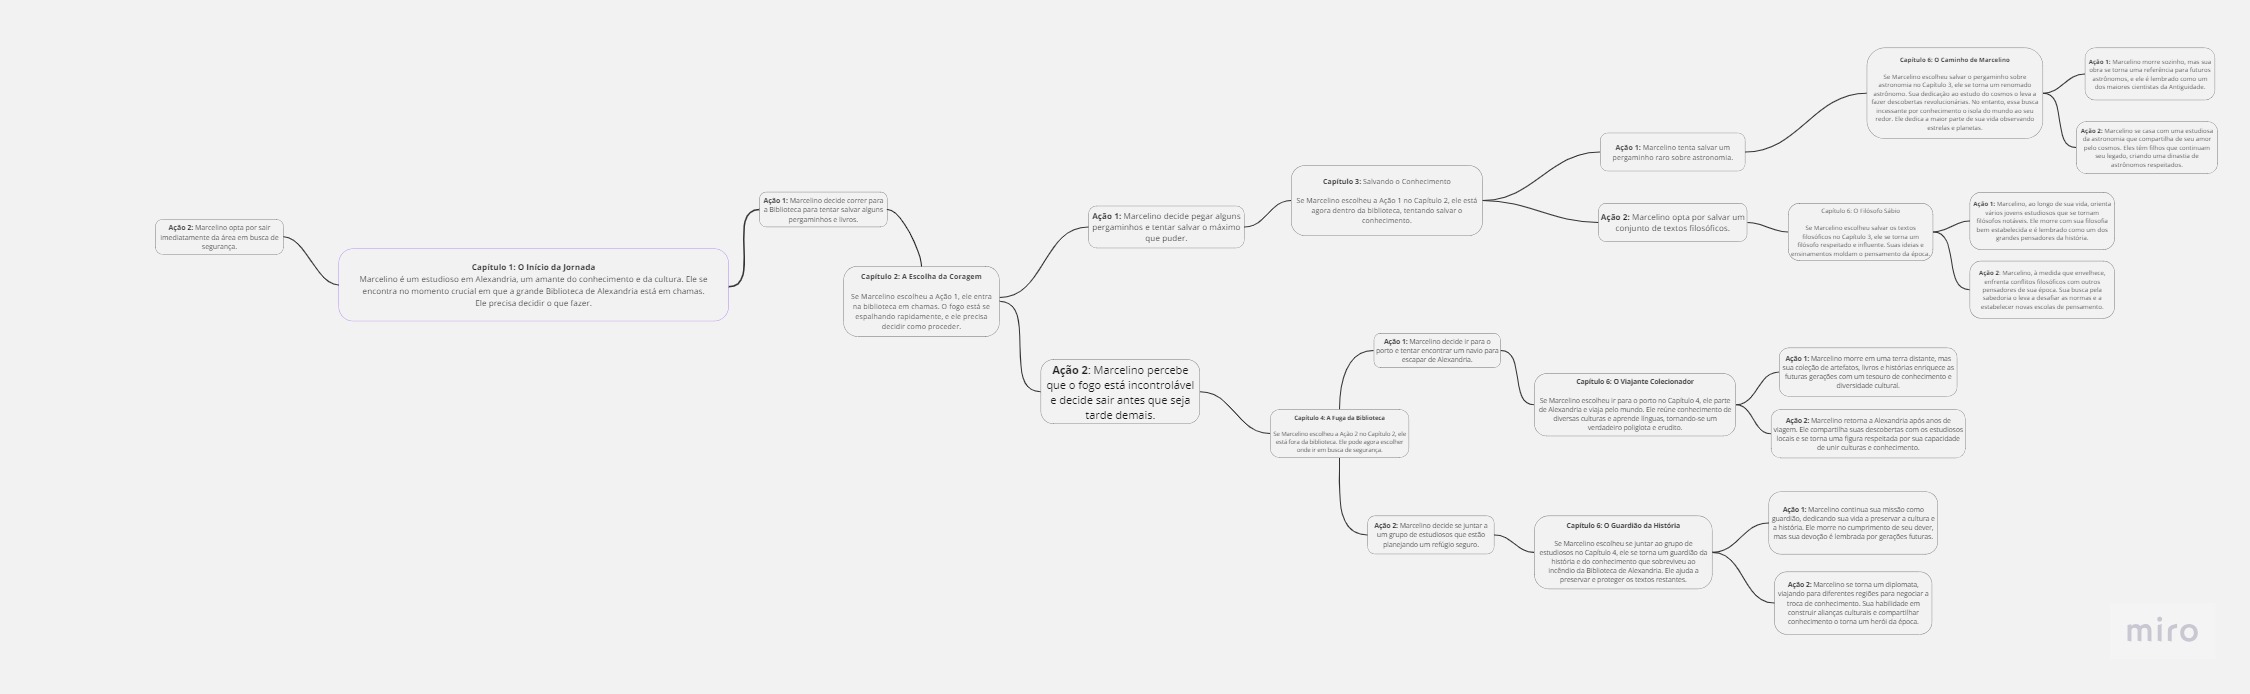 Ação 2: Marcelino opta por sair
imediatamente da área em busca de
segurança.
Capítulo 1: O Início da Jornada
Marcelino é um estudioso em Alexandria, um amante do conhecimento e da cultura. Ele se
encontra no momento crucial em que a grande Biblioteca de Alexandria está em chamas.
Ele precisa decidir o que fazer.
Ação 1: Marcelino decide correr para
a Biblioteca para tentar salvar alguns
pergaminhos e livros.
Capítulo 2: A Escolha da Coragem
Se Marcelino escolheu a Ação 1, ele entra
na biblioteca em chamas. O fogo está se
espalhando rapidamente, e ele precisa
decidir como proceder.
Ação 1: Marcelino decide pegar alguns
pergaminhos e tentar salvar o máximo
que puder.
Ação 2: Marcelino percebe
que o fogo está incontrolável
e decide sair antes que seja
tarde demais.
Capítulo 3: Salvando o Conhecimento
Se Marcelino escolheu a Ação 1 no Capítulo 2, ele está
agora dentro da biblioteca, tentando salvar o
conhecimento.
Ação 1: Marcelino tenta salvar um
pergaminho raro sobre astronomia.
Ação 2: Marcelino opta por salvar um
conjunto de textos filosóficos.
Capítulo 6: O Caminho de Marcelino
Se Marcelino escolheu salvar o pergaminho sobre
astronomia no Capítulo 3, ele se torna um renomado
astrônomo. Sua dedicação ao estudo do cosmos o leva a
fazer descobertas revolucionárias. No entanto, essa busca
incessante por conhecimento o isola do mundo ao seu
redor. Ele dedica a maior parte de sua vida observando
estrelas e planetas.
Ação 1: Marcelino morre sozinho, mas sua
obra se torna uma referência para futuros
astrônomos, e ele é lembrado como um
dos maiores cientistas da Antiguidade.
Ação 2: Marcelino se casa com uma estudiosa
da astronomia que compartilha de seu amor
pelo cosmos. Eles têm filhos que continuam
seu legado, criando uma dinastia de
astrônomos respeitados.
Capítulo 6: O Filósofo Sábio
Se Marcelino escolheu salvar os textos
filosóficos no Capítulo 3, ele se torna um
filósofo respeitado e influente. Suas ideias e
ensinamentos moldam o pensamento da época.
Ação 1: Marcelino, ao longo de sua vida, orienta
vários jovens estudiosos que se tornam
filósofos notáveis. Ele morre com sua filosofia
bem estabelecida e é lembrado como um dos
grandes pensadores da história.
Ação 2: Marcelino, à medida que envelhece,
enfrenta conflitos filosóficos com outros
pensadores de sua época. Sua busca pela
sabedoria o leva a desafiar as normas e a
estabelecer novas escolas de pensamento.
Capítulo 4: A Fuga da Biblioteca
Se Marcelino escolheu a Ação 2 no Capítulo 2, ele
está fora da biblioteca. Ele pode agora escolher
onde ir em busca de segurança.
Ação 1: Marcelino decide ir para o
porto e tentar encontrar um navio para
escapar de Alexandria.
Capítulo 6: O Viajante Colecionador
Se Marcelino escolheu ir para o porto no Capítulo 4, ele parte
de Alexandria e viaja pelo mundo. Ele reúne conhecimento de
diversas culturas e aprende línguas, tornando-se um
verdadeiro poliglota e erudito.
Ação 1: Marcelino morre em uma terra distante, mas
sua coleção de artefatos, livros e histórias enriquece as
futuras gerações com um tesouro de conhecimento e
diversidade cultural.
Ação 2: Marcelino retorna a Alexandria após anos de
viagem. Ele compartilha suas descobertas com os estudiosos
locais e se torna uma figura respeitada por sua capacidade
de unir culturas e conhecimento.
Ação 2: Marcelino decide se juntar a
um grupo de estudiosos que estão
planejando um refúgio seguro.
Capítulo 6: O Guardião da História
Se Marcelino escolheu se juntar ao grupo de
estudiosos no Capítulo 4, ele se torna um guardião da
história e do conhecimento que sobreviveu ao
incêndio da Biblioteca de Alexandria. Ele ajuda a
preservar e proteger os textos restantes.
Ação 1: Marcelino continua sua missão como
guardião, dedicando sua vida a preservar a cultura e
a história. Ele morre no cumprimento de seu dever,
mas sua devoção é lembrada por gerações futuras.
Ação 2: Marcelino se torna um diplomata,
viajando para diferentes regiões para negociar a
troca de conhecimento. Sua habilidade em
construir alianças culturais e compartilhar
conhecimento o torna um herói da época.
miro